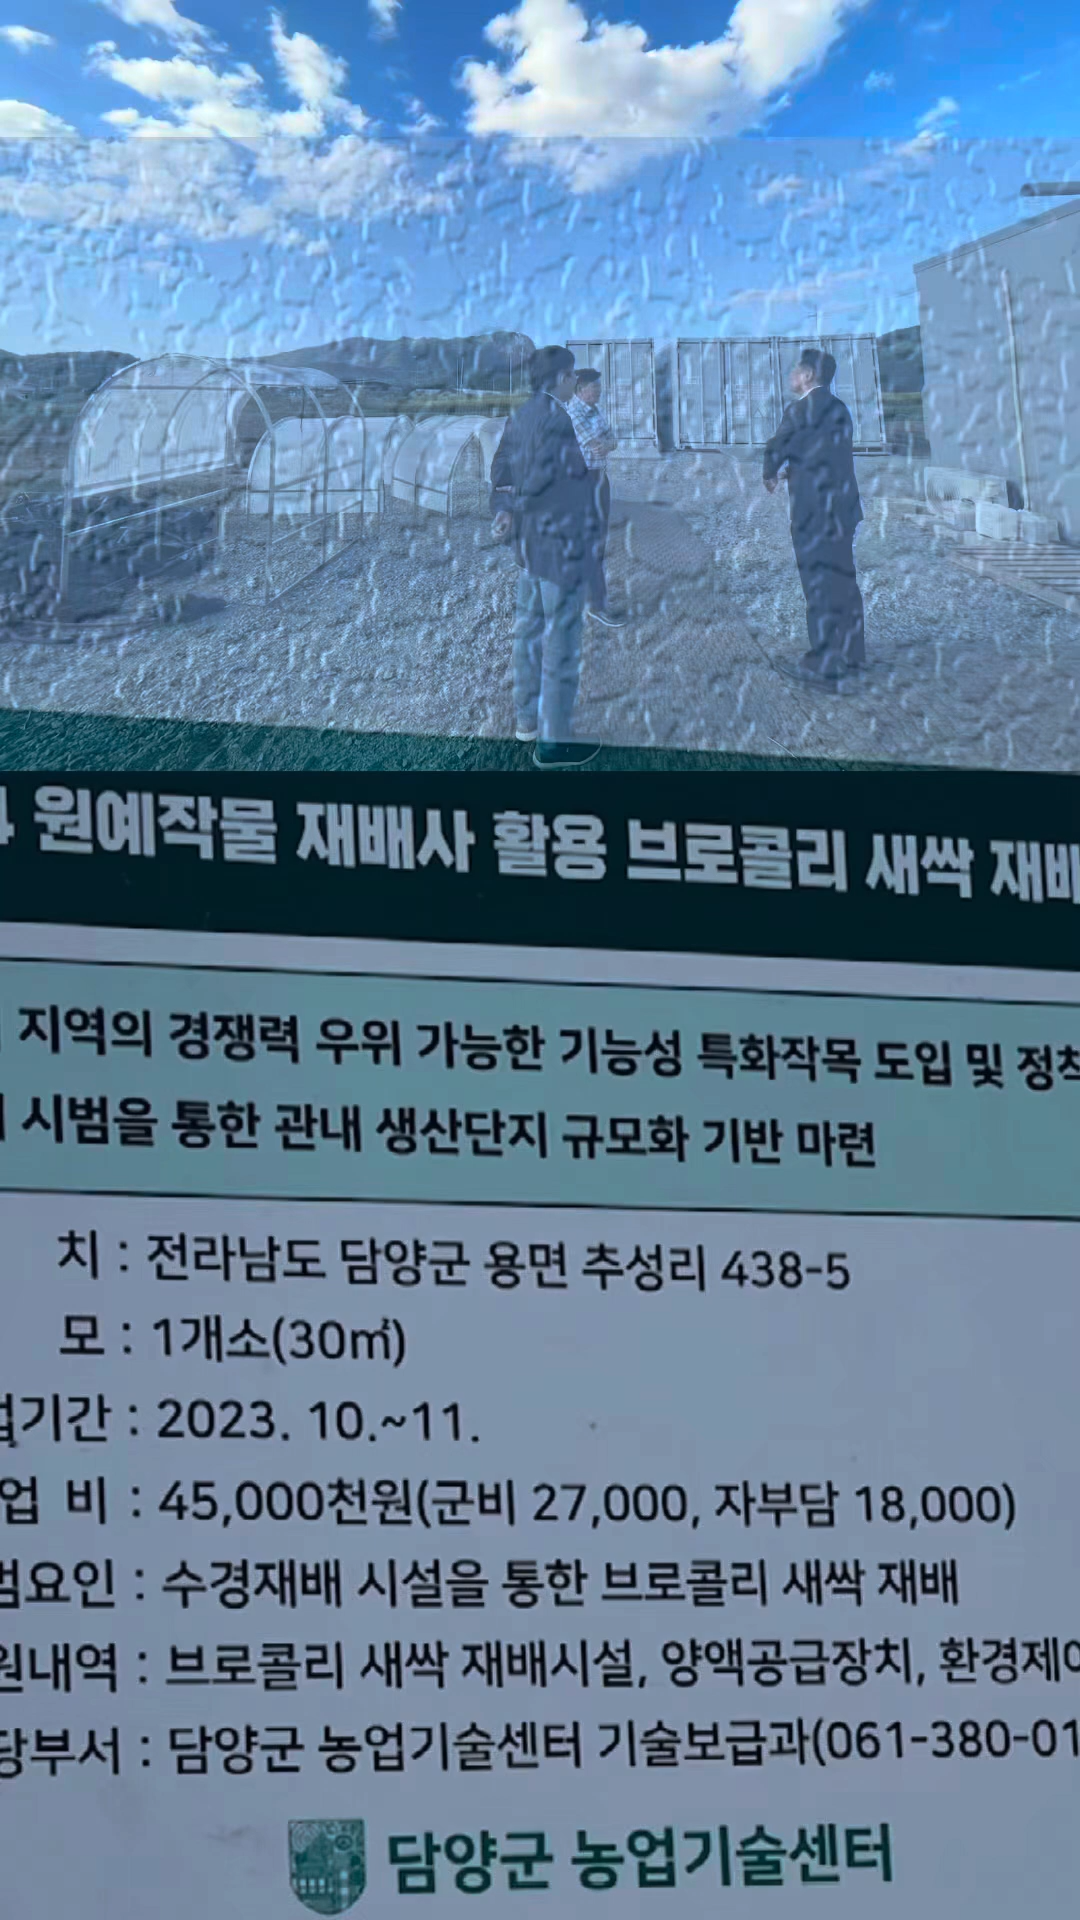 원예작물 재배사 활용 브로콜리 새싹 재배
지역의 경쟁력 우위 가능한 기능성 특화작목 도입 및 정착
시범을 통한 관내 생산단지 규모화 기반 마련
치 : 전라남도 담양군 용면 추성리 438-5
모 : 1개소(30㎡)
업기간 : 2023. 10.~11.
업 비 : 45,000천원(군비 27,000, 자부담 18,000)
범요인 : 수경재배 시설을 통한 브로콜리 새싹 재배
원내역 : 브로콜리 새싹 재배시설, 양액공급장치, 환경제어
당부서 : 담양군 농업기술센터 기술보급과(061-380-01
담양군 농업기술센터